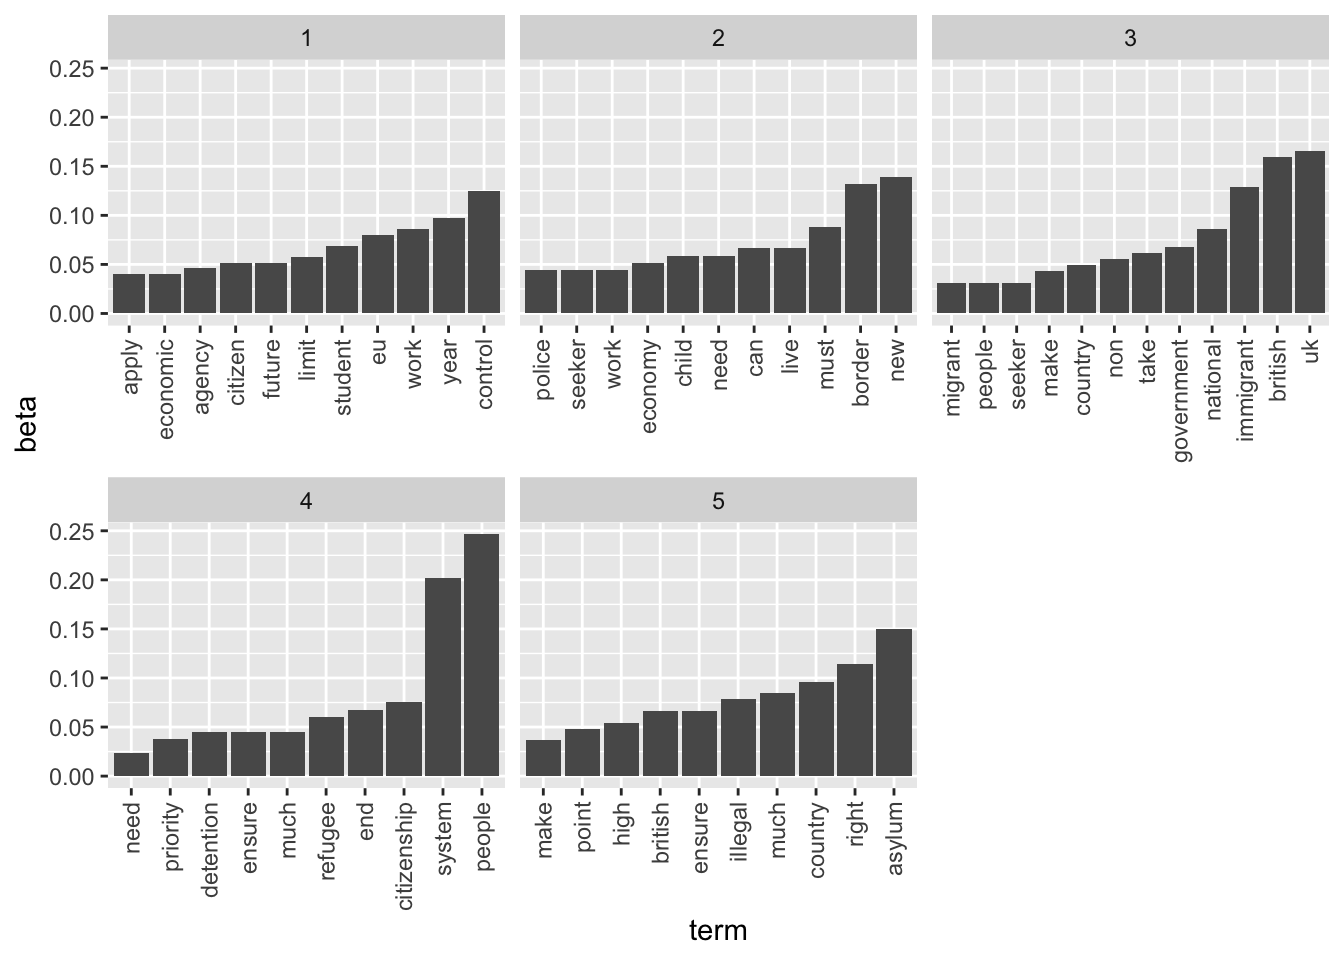 1 2 3
0.25
0.20
0.15
0.10
0.05
0.00
apply economic agency citizen future limit student eu work year control
police seeker work economy child need can live must border new
migrant people seeker make country non take government national immigrant british uk
beta
4 5
0.25
0.20
0.15
0.10
0.05
0.00
need priority detention ensure much refugee end citizenship system people
make point high british ensure illegal much country right asylum
term